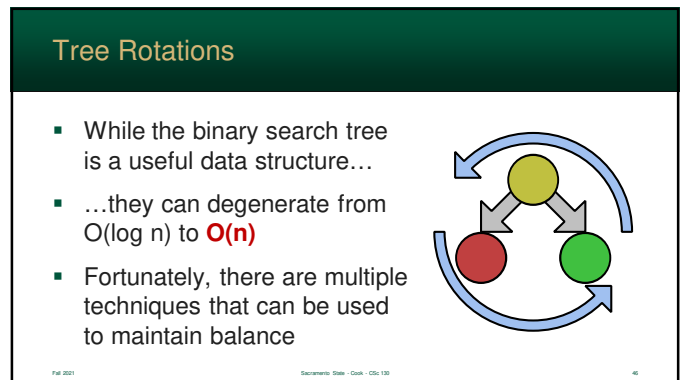 Tree Rotations
▪ While the binary search tree
is a useful data structure…
▪ …they can degenerate from
O(log n) to O(n)
▪ Fortunately, there are multiple
techniques that can be used
to maintain balance
Fall 2021
Sacramento State - Cook - CSc 130
46